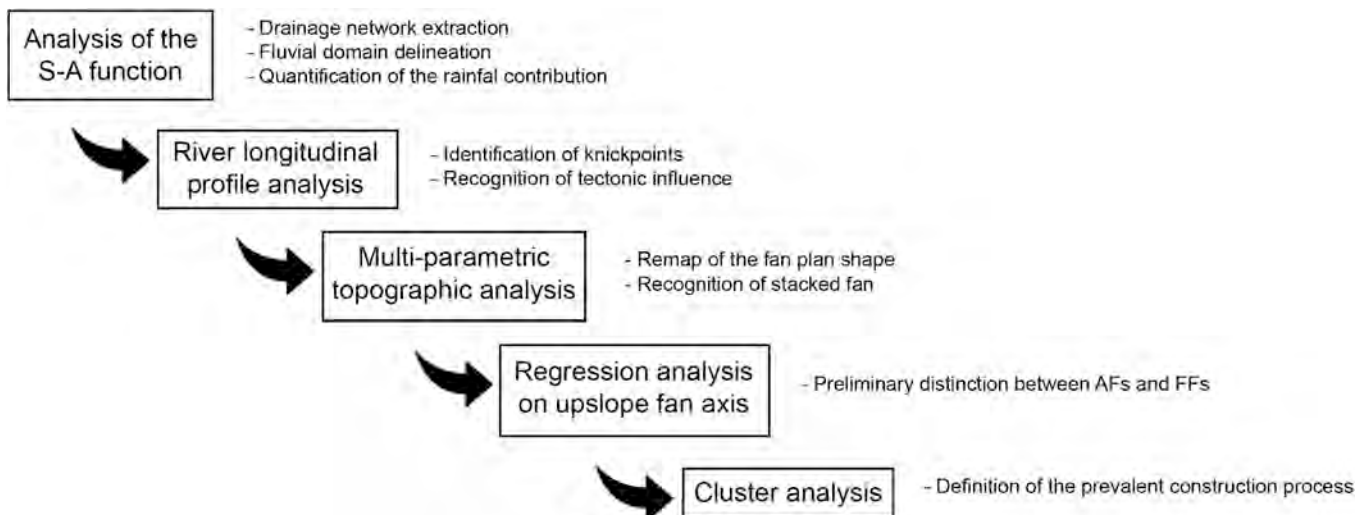 Analysis of the
S-A function
- Drainage network extraction
- Fluvial domain delineation
- Quantification of the rainfal contribution
River longitudinal
profile analysis
- Identification of knickpoints
- Recognition of tectonic influence
Multi-parametric
topographic analysis
- Remap of the fan plan shape
- Recognition of stacked fan
Regression analysis
on upslope fan axis
- Preliminary distinction between AFs and FFs
Cluster analysis
- Definition of the prevalent construction process